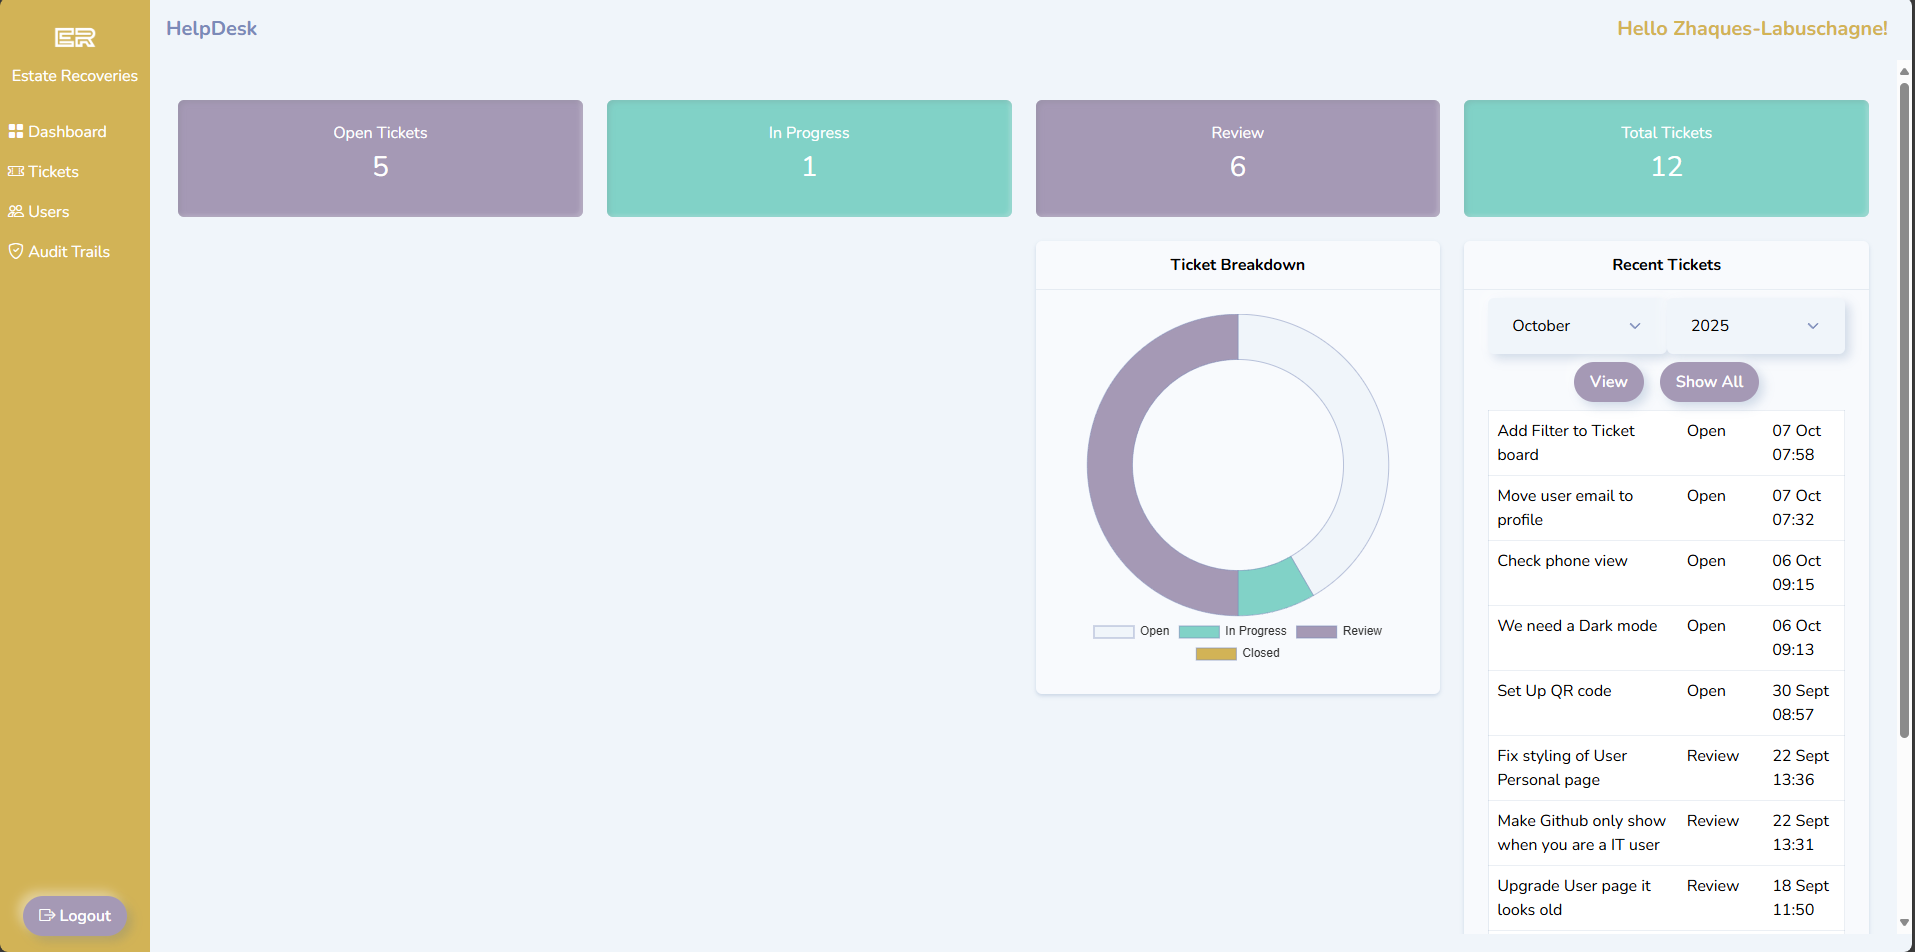 ER
Estate Recoveries
Dashboard
Tickets
Users
Audit Trails
Logout
HelpDesk
Hello Zhaques-Labuschagne!
Open Tickets
5
In Progress
1
Review
6
Total Tickets
12
Ticket Breakdown
Open In Progress Review
Closed
Recent Tickets
October 2025
View Show All
Add Filter to Ticket Open 07 Oct
board 07:58
Move user email to Open 07 Oct
profile 07:32
Check phone view Open 06 Oct
09:15
We need a Dark mode Open 06 Oct
09:13
Set Up QR code Open 30 Sept
08:57
Fix styling of User Review 22 Sept
Personal page 13:36
Make Github only show Review 22 Sept
when you are a IT user 13:31
Upgrade User page it Review 18 Sept
looks old 11:50